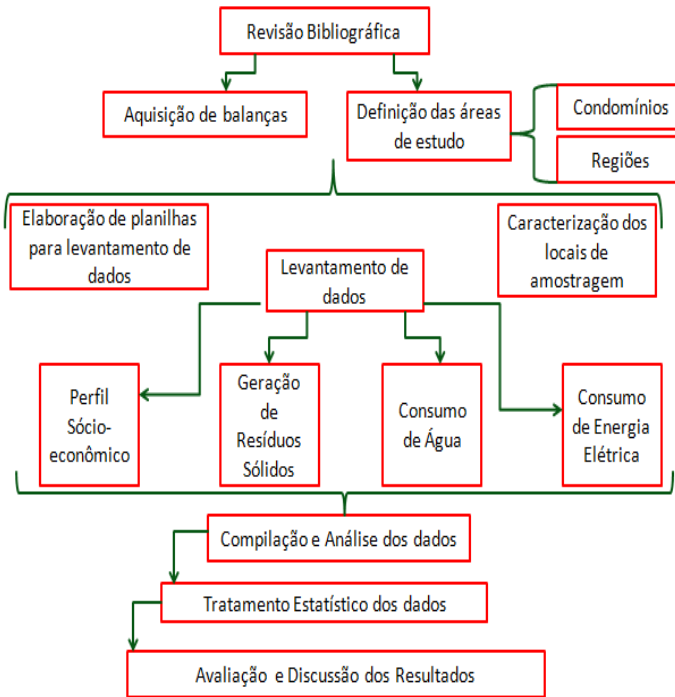 Revisão Bibliográfica
Aquisição de balanças
Definição das áreas
de estudo
Condomínios
Regiões
Elaboração de planilhas
para levantamento de
dados
Caracterização dos
locais de
amostragem
Levantamento de
dados
Perfil
Sócio-
econômico
Geração
de
Resíduos
Sólidos
Consumo
de Água
Consumo
de Energia
Elétrica
Compilação e Análise dos dados
Tratamento Estatístico dos dados
Avaliação e Discussão dos Resultados